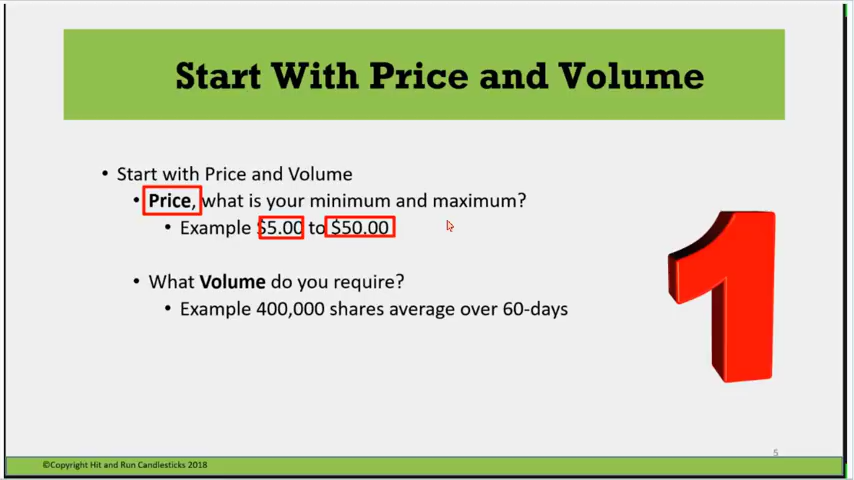 Start With Price and Volume
• Start with Price and Volume
• Price, what is your minimum and maximum?
• Example $5.00 to $50.00
• What Volume do you require?
• Example 400,000 shares average over 60-days
1
5
©Copyright Hit and Run Candlesticks 2018